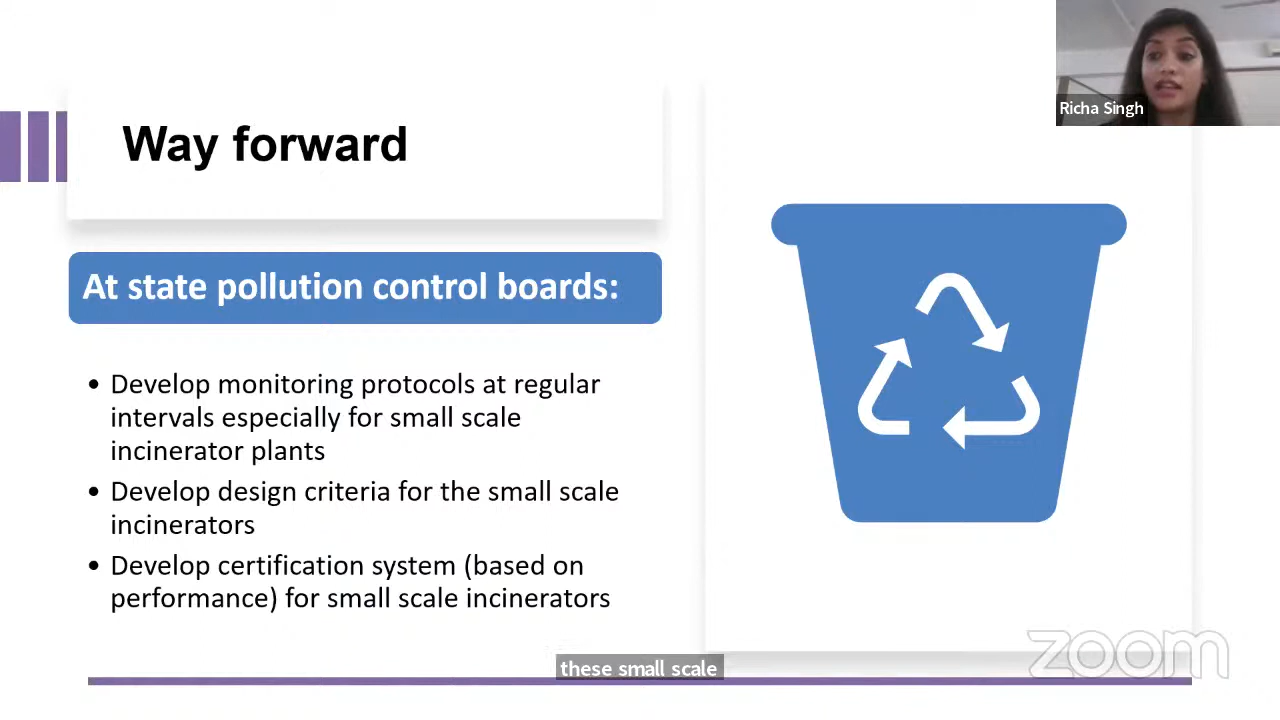 Richa Singh
Way forward
At state pollution control boards:
• Develop monitoring protocols at regular
intervals especially for small scale
incinerator plants
• Develop design criteria for the small scale
incinerators
• Develop certification system (based on
performance) for small scale incinerators
these small scale
zoom